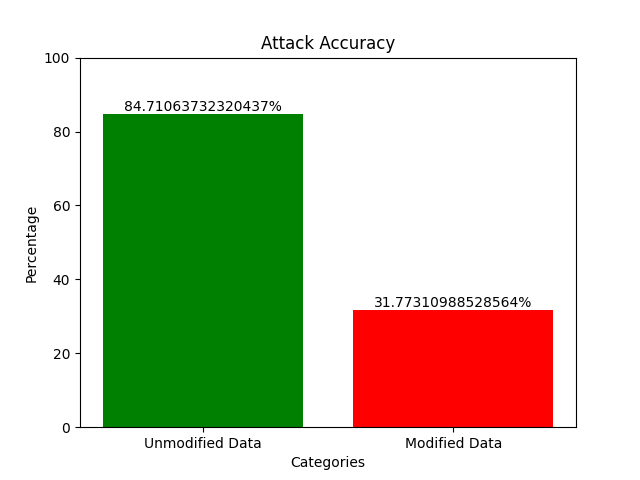 Attack Accuracy
100
80
60
40
20
0
Percentage
84.71063732320437%
31.77310988528564%
Unmodified Data
Modified Data
Categories